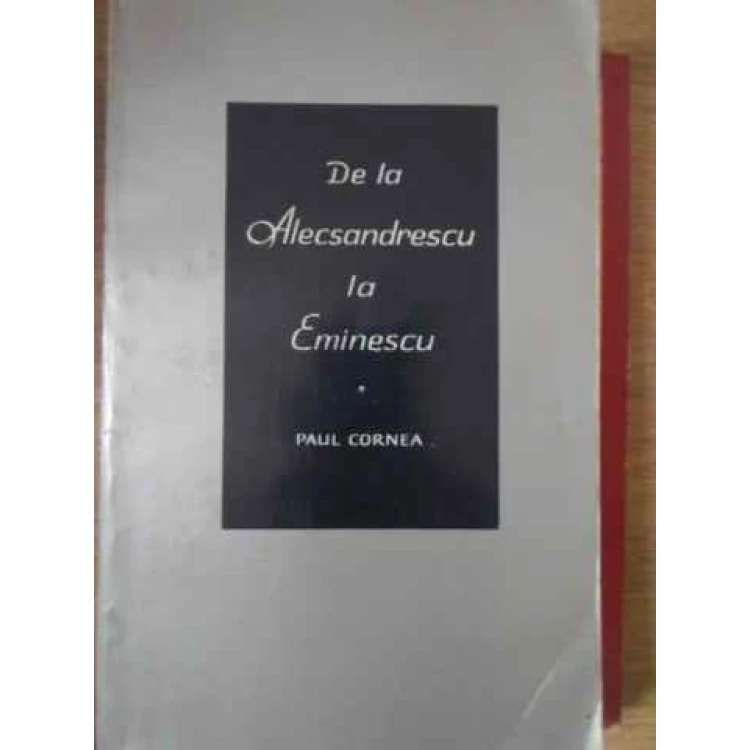 De la
Alecsandrescu
la
Eminescu
PAUL CORNEA